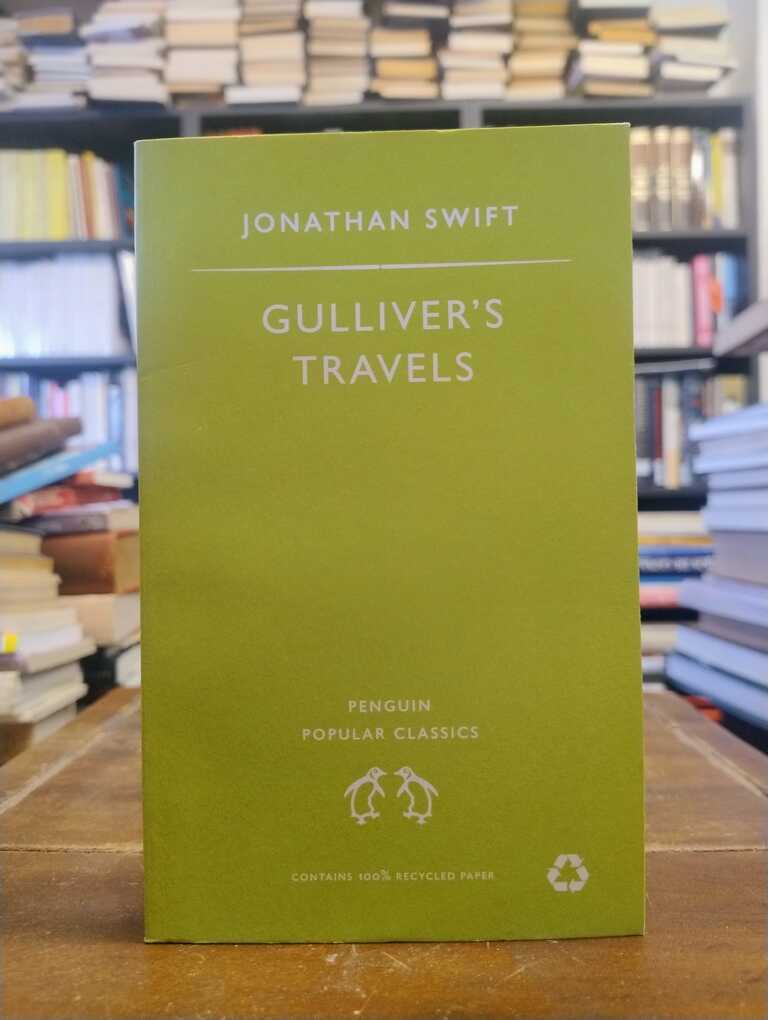 JONATHAN SWIFT
GULLIVER'S
TRAVELS
PENGUIN
POPULAR CLASSICS
CONTAINS 100% RECYCLED PAPER